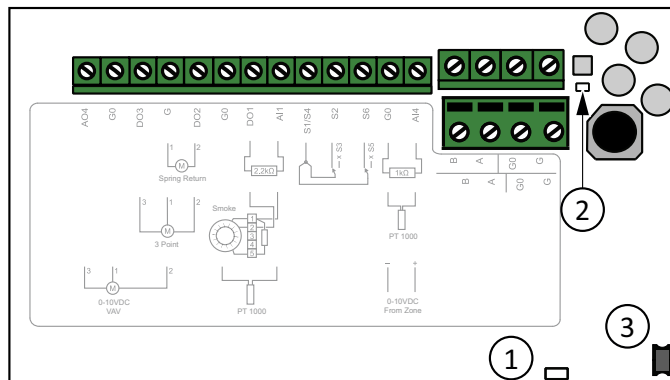 AO4 G0 DO3 G DO2 G0 DO1 AI1 S1/S4 S2 S6 G0 AI4
B A G0 G
B A G0 G
1 2
M
Spring Return
2,2kΩ
x S3
x S5
1kΩ
3 1 2
M
3 Point
Smoke
1
2
3
4
5
PT 1000
3 1 2
M
0-10VDC
VAV
PT 1000
− +
0-10VDC
From Zone
2
1
3